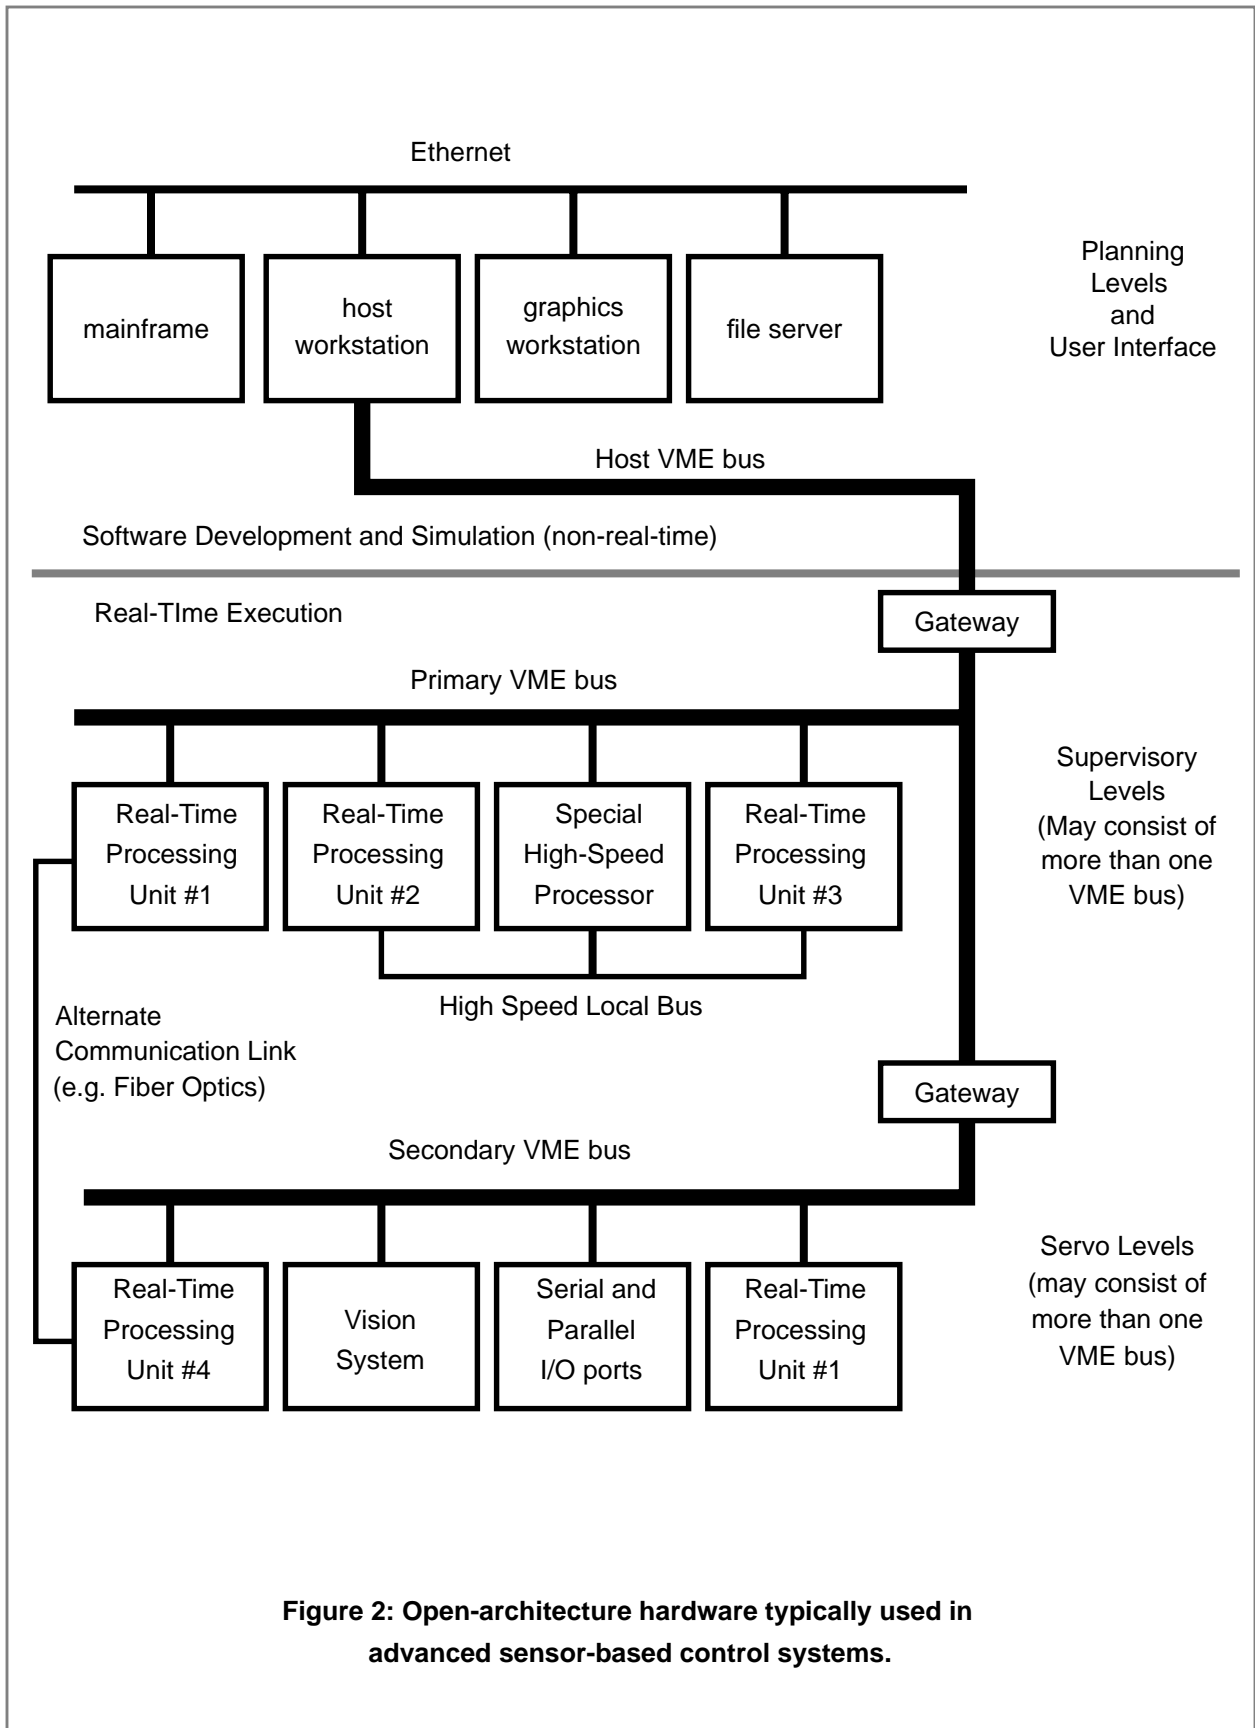 Ethernet
mainframe
host
workstation
graphics
workstation
file server
Planning
Levels
and
User Interface
Host VME bus
Software Development and Simulation (non-real-time)
Real-TIme Execution
Gateway
Primary VME bus
Real-Time
Processing
Unit #1
Real-Time
Processing
Unit #2
Special
High-Speed
Processor
Real-Time
Processing
Unit #3
Supervisory
Levels
(May consist of
more than one
VME bus)
High Speed Local Bus
Alternate
Communication Link
(e.g. Fiber Optics)
Gateway
Secondary VME bus
Real-Time
Processing
Unit #4
Vision
System
Serial and
Parallel
I/O ports
Real-Time
Processing
Unit #1
Servo Levels
(may consist of
more than one
VME bus)
Figure 2: Open-architecture hardware typically used in
advanced sensor-based control systems.